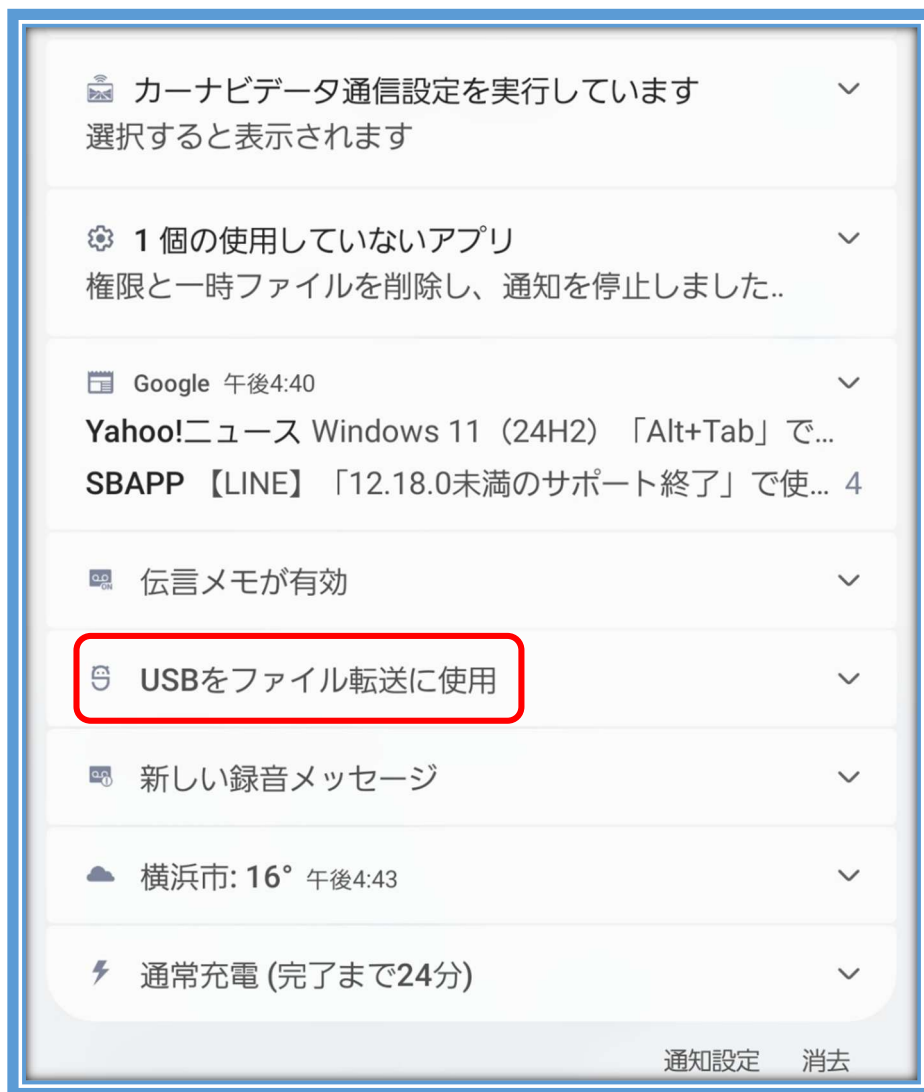 カーナビデータ通信設定を実行しています
選択すると表示されます
1 個の使用していないアプリ
権限と一時ファイルを削除し、通知を停止しました..
Google 午後4:40
Yahoo!ニュース Windows 11（24H2）「Alt+Tab」で...
SBAPP 【LINE】「12.18.0未満のサポート終了」で使... 4
伝言メモが有効
USBをファイル転送に使用
新しい録音メッセージ
横浜市: 16° 午後4:43
通常充電 (完了まで24分)
通知設定 消去